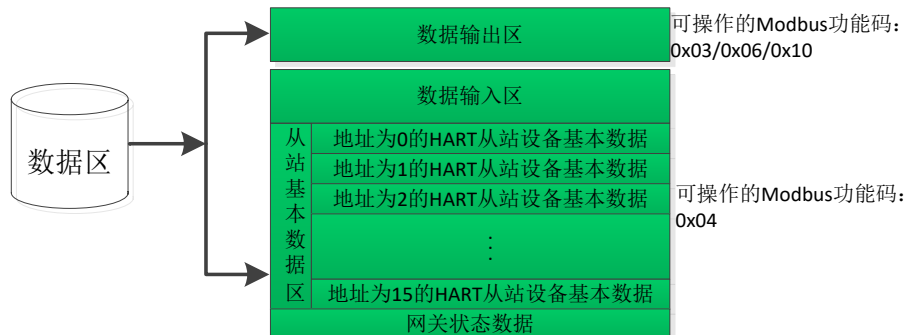 数据区
数据输出区
可操作的Modbus功能码：
0x03/0x06/0x10
数据输入区
从站基本数据区
地址为0的HART从站设备基本数据
地址为1的HART从站设备基本数据
地址为2的HART从站设备基本数据
⋮
地址为15的HART从站设备基本数据
可操作的Modbus功能码：
0x04
网关状态数据